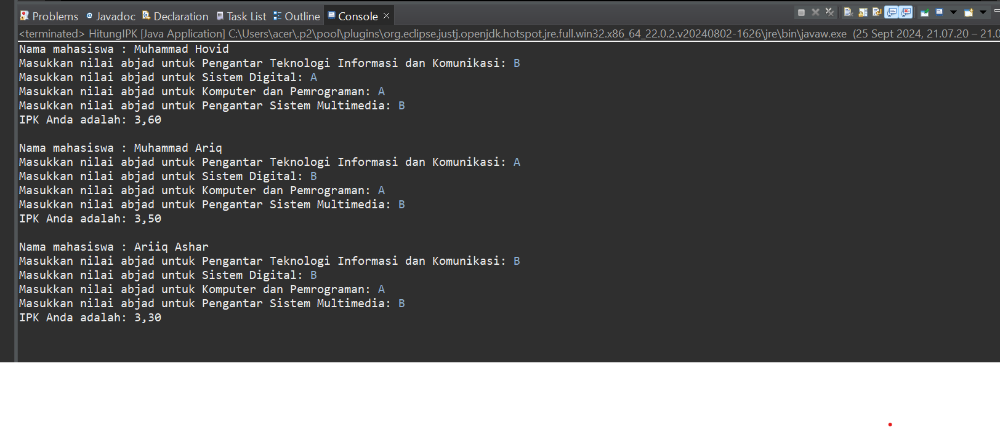 Problems Javadoc Declaration Task List Outline Console
<terminated> HitungIPK [Java Application] C:\Users\acer\.p2\pool\plugins\org.eclipse.justj.openjdk.hotspot.jre.full.win32.x86_64_22.0.2.v20240802-1626\jre\bin\javaw.exe (25 Sept 2024, 21.07.20 – 21.0
Nama mahasiswa : Muhammad Hovid
Masukkan nilai abjad untuk Pengantar Teknologi Informasi dan Komunikasi: B
Masukkan nilai abjad untuk Sistem Digital: A
Masukkan nilai abjad untuk Komputer dan Pemrograman: A
Masukkan nilai abjad untuk Pengantar Sistem Multimedia: B
IPK Anda adalah: 3,60
Nama mahasiswa : Muhammad Ariq
Masukkan nilai abjad untuk Pengantar Teknologi Informasi dan Komunikasi: A
Masukkan nilai abjad untuk Sistem Digital: B
Masukkan nilai abjad untuk Komputer dan Pemrograman: A
Masukkan nilai abjad untuk Pengantar Sistem Multimedia: B
IPK Anda adalah: 3,50
Nama mahasiswa : Ariiq Ashar
Masukkan nilai abjad untuk Pengantar Teknologi Informasi dan Komunikasi: B
Masukkan nilai abjad untuk Sistem Digital: B
Masukkan nilai abjad untuk Komputer dan Pemrograman: A
Masukkan nilai abjad untuk Pengantar Sistem Multimedia: B
IPK Anda adalah: 3,30